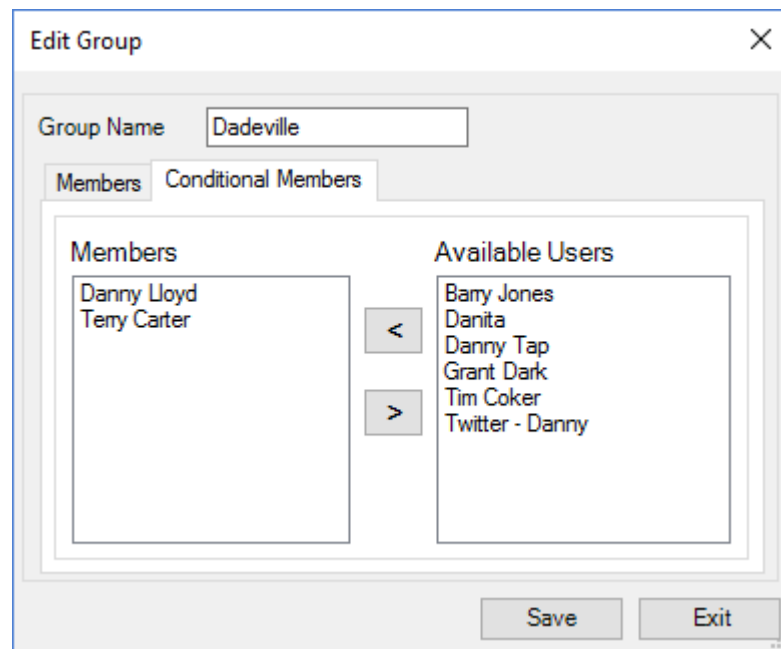 Edit Group
Group Name Dadeville
Members Conditional Members
Members
Danny Lloyd
Terry Carter
<
>
Available Users
Barry Jones
Danita
Danny Tap
Grant Dark
Tim Coker
Twitter - Danny
Save Exit